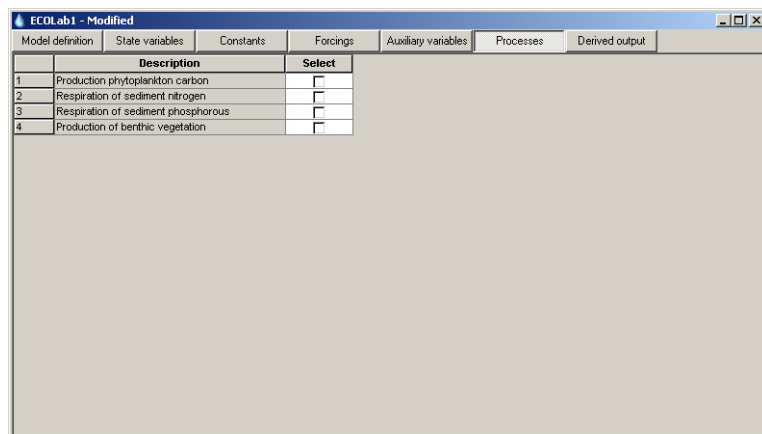 ECOLab1 - Modified
Model definition State variables Constants Forcings Auxiliary variables Processes Derived output
Description Select
1 Production phytoplankton carbon
2 Respiration of sediment nitrogen
3 Respiration of sediment phosphorous
4 Production of benthic vegetation